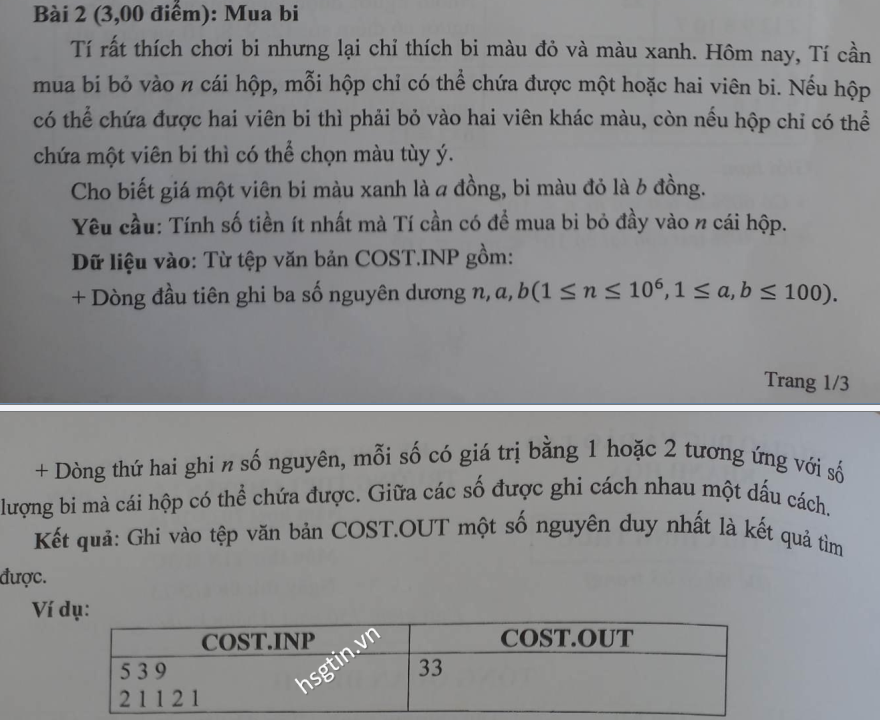 Bài 2 (3,00 điểm): Mua bi
Tí rất thích chơi bi nhưng lại chỉ thích bi màu đỏ và màu xanh. Hôm nay, Tí cần
mua bi bỏ vào n cái hộp, mỗi hộp chỉ có thể chứa được một hoặc hai viên bi. Nếu hộp
có thể chứa được hai viên bi thì phải bỏ vào hai viên khác màu, còn nếu hộp chỉ có thể
chứa một viên bi thì có thể chọn màu tùy ý.
Cho biết giá một viên bi màu xanh là a đồng, bi màu đỏ là b đồng.
Yêu cầu: Tính số tiền ít nhất mà Tí cần có để mua bi bỏ đầy vào n cái hộp.
Dữ liệu vào: Từ tệp văn bản COST.INP gồm:
+ Dòng đầu tiên ghi ba số nguyên dương n, a, b(1 ≤ n ≤ 10⁶, 1 ≤ a, b ≤ 100).
Trang 1/3
+ Dòng thứ hai ghi n số nguyên, mỗi số có giá trị bằng 1 hoặc 2 tương ứng với số
lượng bi mà cái hộp có thể chứa được. Giữa các số được ghi cách nhau một dấu cách.
Kết quả: Ghi vào tệp văn bản COST.OUT một số nguyên duy nhất là kết quả tìm
được.
Ví dụ:
COST.INP COST.OUT
5 3 9 33
2 1 1 2 1
hsgtin.vn